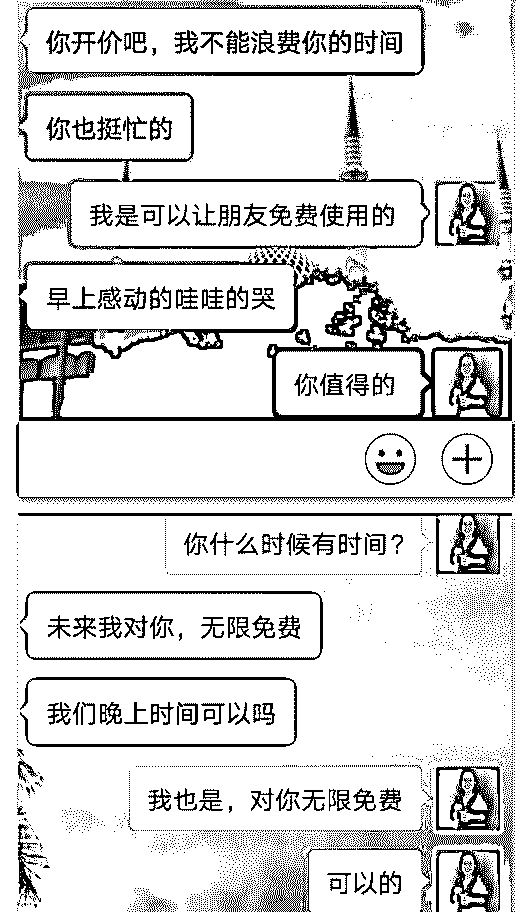 你开价吧，我不能浪费你的时间
你也挺忙的
我是可以让朋友免费使用的
早上感动的哇哇的哭
你值得的
你什么时候有时间？
未来我对你，无限免费
我们晚上时间可以吗
我也是，对你无限免费
可以的